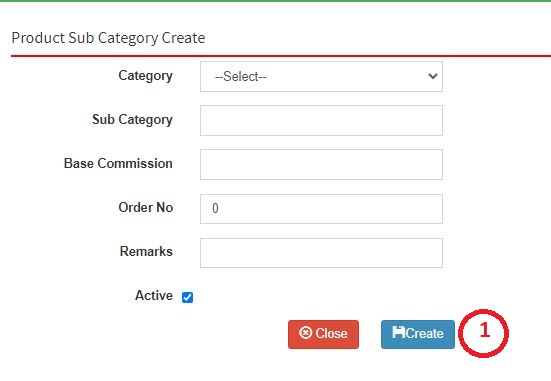 Product Sub Category Create
Category --Select--
Sub Category
Base Commission
Order No 0
Remarks
Active
Close Create 1